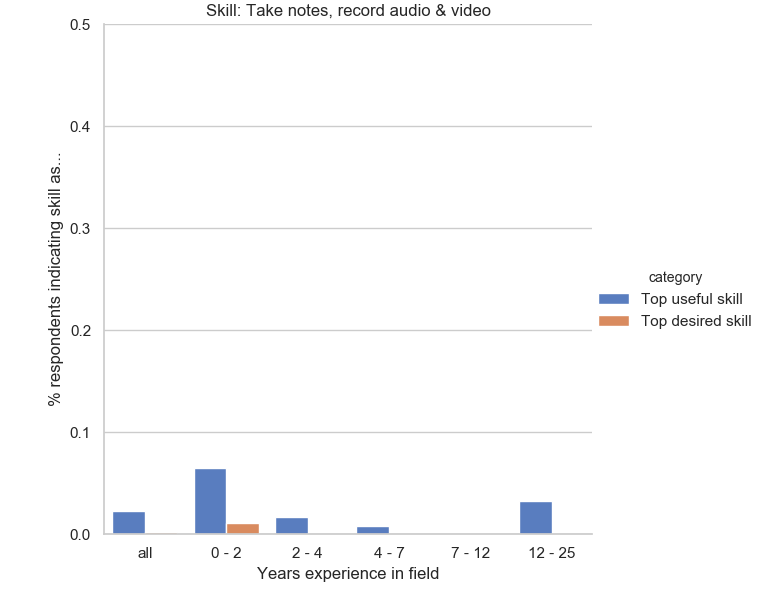 Skill: Take notes, record audio & video
0.5
0.4
0.3
0.2
0.1
0.0
% respondents indicating skill as...
all
0 - 2
2 - 4
4 - 7
7 - 12
12 - 25
Years experience in field
category
Top useful skill
Top desired skill